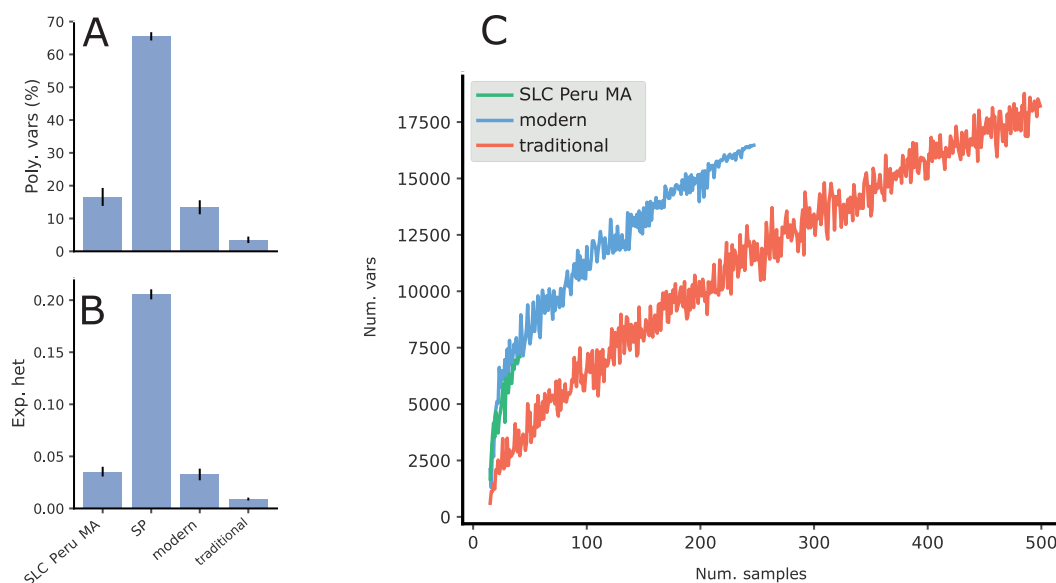 A
Poly. vars (%)
70
60
50
40
30
20
10
0
B
Exp. het
0.20
0.15
0.10
0.05
0.00
SLC Peru MA
SP
modern
traditional
C
SLC Peru MA
modern
traditional
Num. vars
17500
15000
12500
10000
7500
5000
2500
0
0 100 200 300 400 500
Num. samples